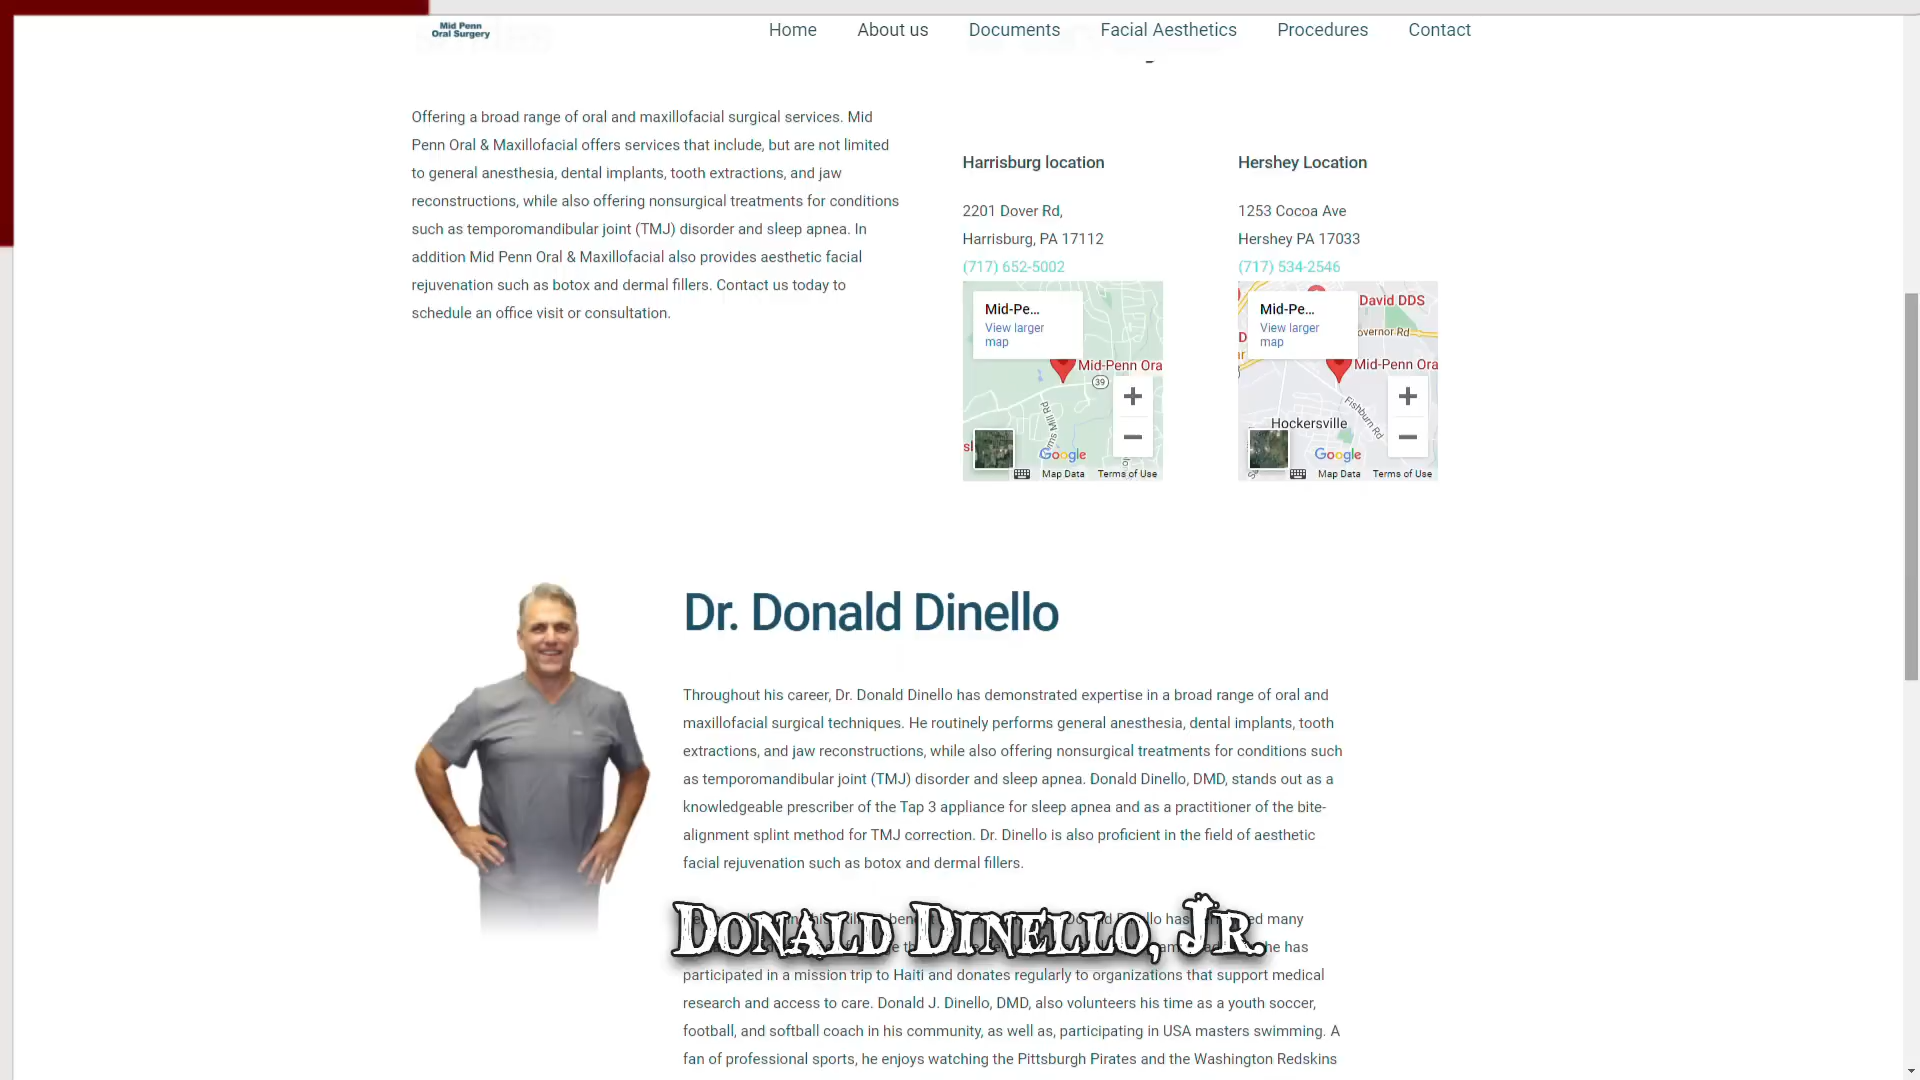 Mid Penn
Oral Surgery
Home
About us
Documents
Facial Aesthetics
Procedures
Contact
Offering a broad range of oral and maxillofacial surgical services. Mid
Penn Oral & Maxillofacial offers services that include, but are not limited
to general anesthesia, dental implants, tooth extractions, and jaw
reconstructions, while also offering nonsurgical treatments for conditions
such as temporomandibular joint (TMJ) disorder and sleep apnea. In
addition Mid Penn Oral & Maxillofacial also provides aesthetic facial
rejuvenation such as botox and dermal fillers. Contact us today to
schedule an office visit or consultation.
Harrisburg location
2201 Dover Rd,
Harrisburg, PA 17112
(717) 652-5002
Mid-Pe...
View larger
map
Mid-Penn Ora
39
Google
Map Data
Terms of Use
Hershey Location
1253 Cocoa Ave
Hershey PA 17033
(717) 534-2546
David DDS
Mid-Pe...
View larger
map
overnor Rd
Mid-Penn Ora
Fishburn Rd
Hockersville
Google
Map Data
Terms of Use
Dr. Donald Dinello
Throughout his career, Dr. Donald Dinello has demonstrated expertise in a broad range of oral and
maxillofacial surgical techniques. He routinely performs general anesthesia, dental implants, tooth
extractions, and jaw reconstructions, while also offering nonsurgical treatments for conditions such
as temporomandibular joint (TMJ) disorder and sleep apnea. Donald Dinello, DMD, stands out as a
knowledgeable prescriber of the Tap 3 appliance for sleep apnea and as a practitioner of the bite-
alignment splint method for TMJ correction. Dr. Dinello is also proficient in the field of aesthetic
facial rejuvenation such as botox and dermal fillers.
many
Donald Dinello, Jr.
he has
participated in a mission trip to Haiti and donates regularly to organizations that support medical
research and access to care. Donald J. Dinello, DMD, also volunteers his time as a youth soccer,
football, and softball coach in his community, as well as, participating in USA masters swimming. A
fan of professional sports, he enjoys watching the Pittsburgh Pirates and the Washington Redskins